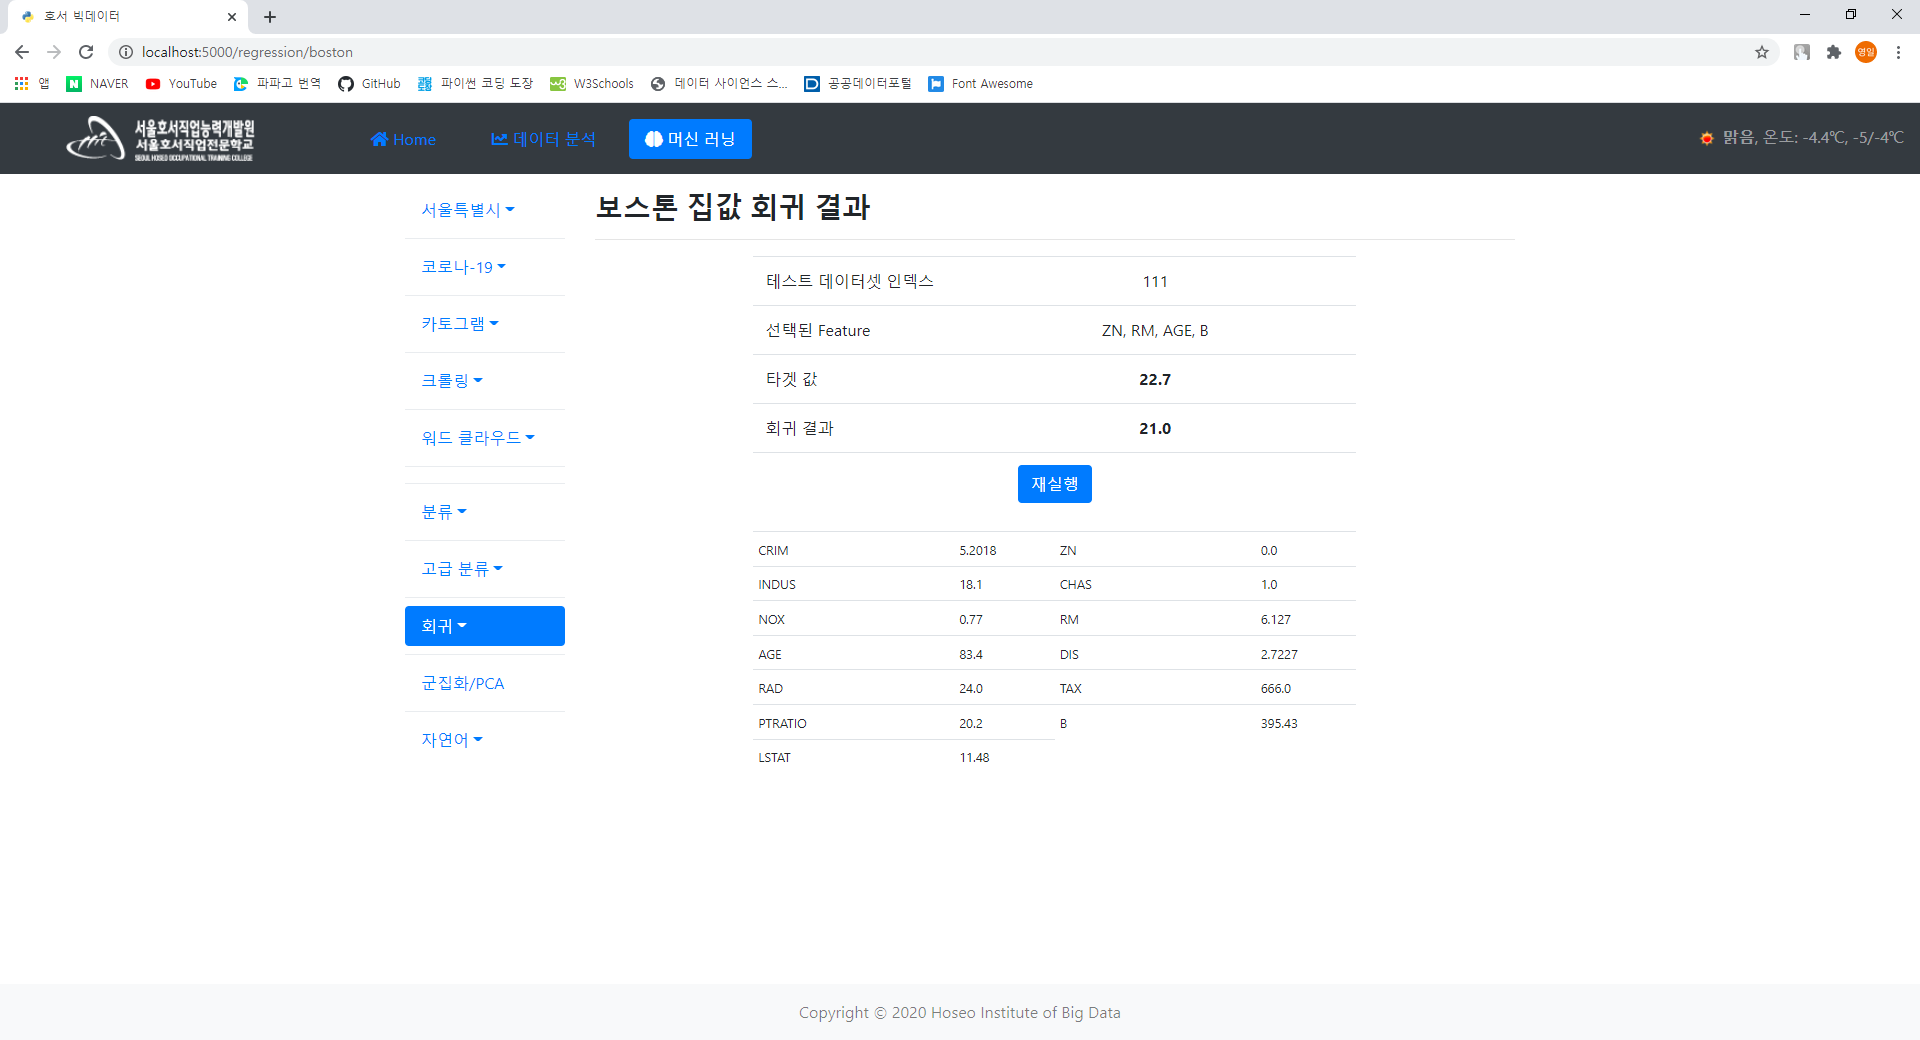 호서 빅데이터
localhost:5000/regression/boston
영일
앱 NAVER YouTube 파파고 번역 GitHub 파이썬 코딩 도장 W3Schools 데이터 사이언스 스... 공공데이터포털 Font Awesome
서울호서직업능력개발원
서울호서직업전문학교
SEOUL HOSEO OCCUPATIONAL TRAINING COLLEGE
Home 데이터 분석 머신 러닝 맑음, 온도: -4.4℃, -5/-4℃
서울특별시
코로나-19
카토그램
크롤링
워드 클라우드
분류
고급 분류
회귀
군집화/PCA
자연어
보스톤 집값 회귀 결과
테스트 데이터셋 인덱스 111
선택된 Feature ZN, RM, AGE, B
타겟 값 22.7
회귀 결과 21.0
재실행
CRIM 5.2018 ZN 0.0
INDUS 18.1 CHAS 1.0
NOX 0.77 RM 6.127
AGE 83.4 DIS 2.7227
RAD 24.0 TAX 666.0
PTRATIO 20.2 B 395.43
LSTAT 11.48
Copyright © 2020 Hoseo Institute of Big Data